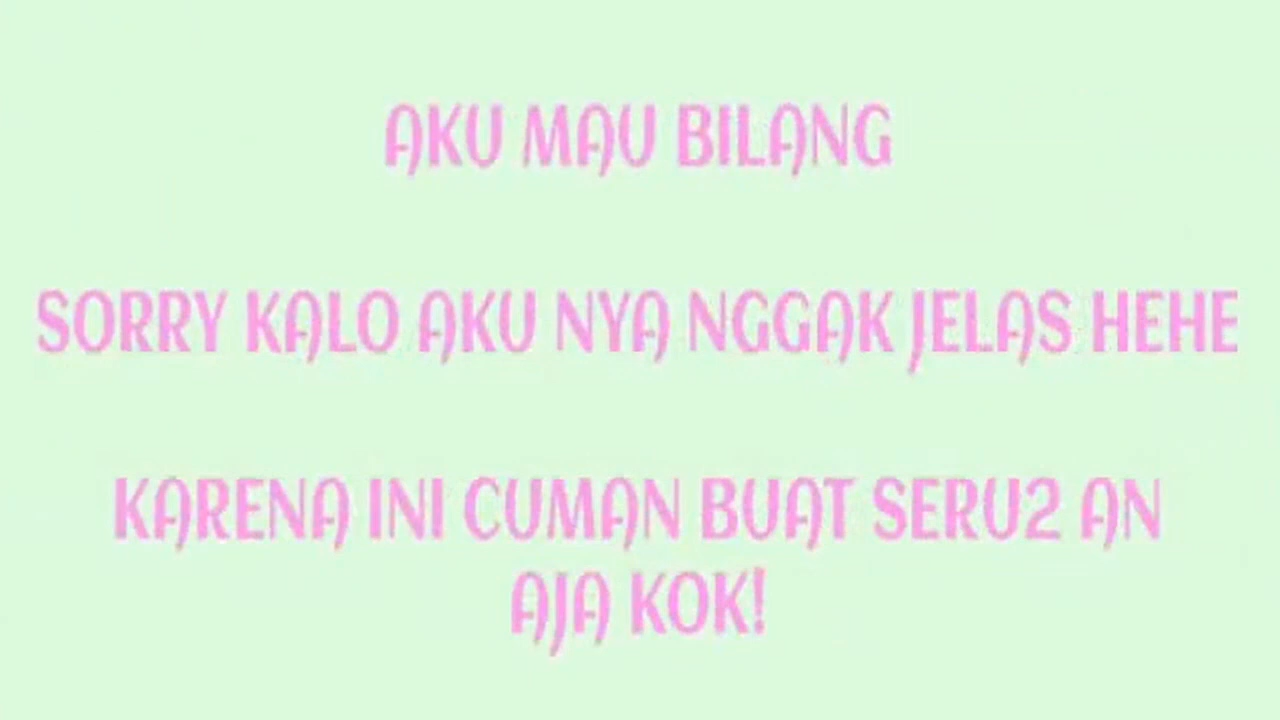 AKU MAU BILANG
SORRY KALO AKU NYA NGGAK JELAS HEHE
KARENA INI CUMAN BUAT SERU2 AN
AJA KOK!